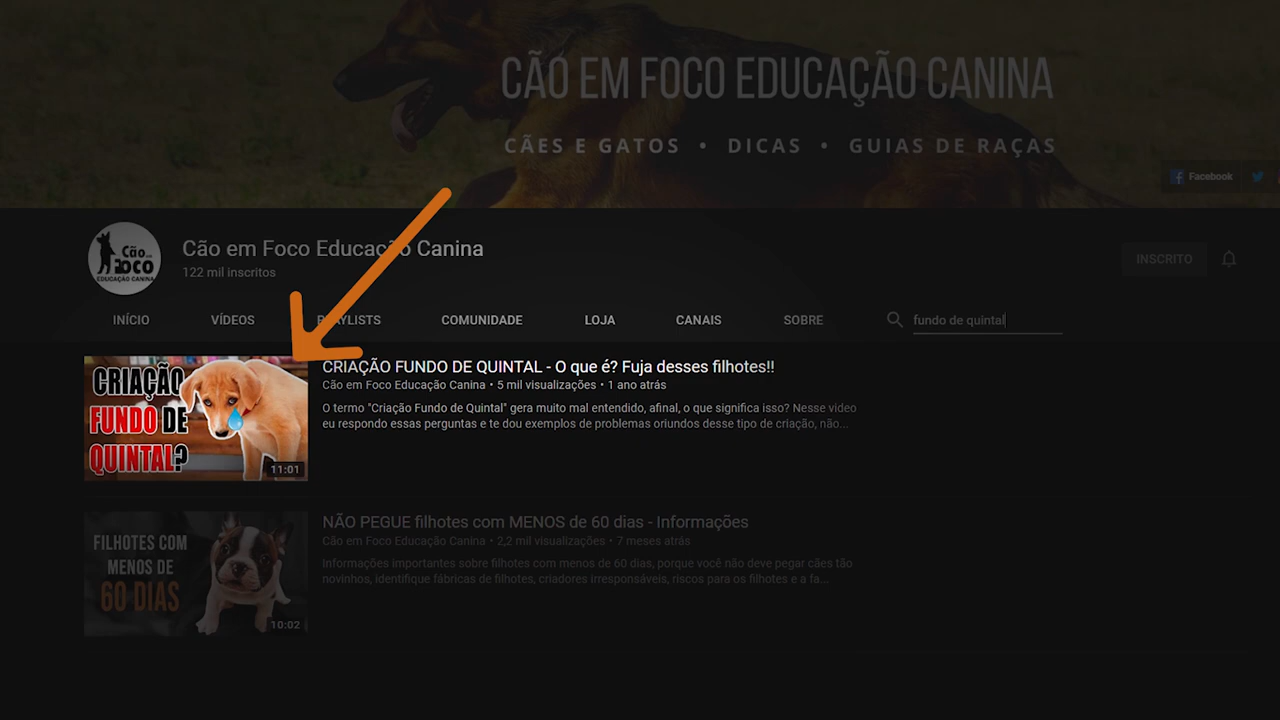 CÃO EM FOCO EDUCAÇÃO CANINA
CÃES E GATOS • DICAS • GUIAS DE RAÇAS
Facebook
Cão em Foco EDUCAÇÃO CANINA
Cão em Foco Educação Canina
122 mil inscritos
INSCRITO
INÍCIO VÍDEOS PLAYLISTS COMUNIDADE LOJA CANAIS SOBRE fundo de quintal
CRIAÇÃO
FUNDO DE
QUINTAL?
11:01
CRIAÇÃO FUNDO DE QUINTAL - O que é? Fuja desses filhotes!!
Cão em Foco Educação Canina • 5 mil visualizações • 1 ano atrás
O termo "Criação Fundo de Quintal" gera muito mal entendido, afinal, o que significa isso? Nesse video
eu respondo essas perguntas e te dou exemplos de problemas oriundos desse tipo de criação, não...
FILHOTES COM
MENOS DE
60 DIAS
10:02
NÃO PEGUE filhotes com MENOS de 60 dias - Informações
Cão em Foco Educação Canina • 2,2 mil visualizações • 7 meses atrás
Informações importantes sobre filhotes com menos de 60 dias, porque você não deve pegar cães tão
novinhos, identifique fábricas de filhotes, criadores irresponsáveis, riscos para os filhotes e a fa...